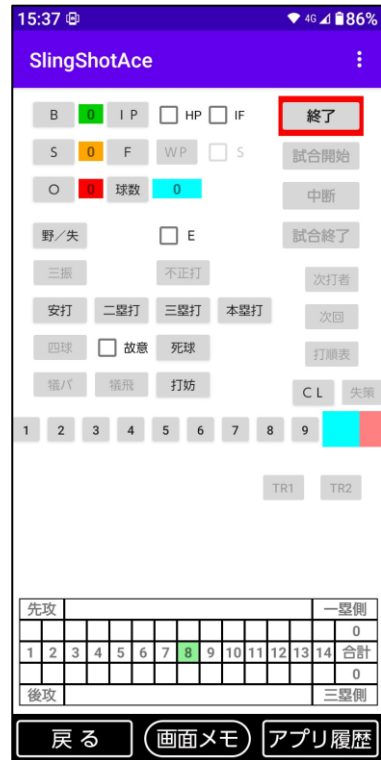 15:37 4G 86%
SlingShotAce
B 0 I P HP IF 終了
S 0 F WP S 試合開始
O 0 球数 0 中断
野/失 E 試合終了
三振 不正打 次打者
安打 二塁打 三塁打 本塁打 次回
四球 故意 死球 打順表
犠バ 犠飛 打妨 C L 失策
1 2 3 4 5 6 7 8 9
TR1 TR2
先攻 一塁側
0
1 2 3 4 5 6 7 8 9 10 11 12 13 14 合計
0
後攻 三塁側
戻る 画面メモ アプリ履歴